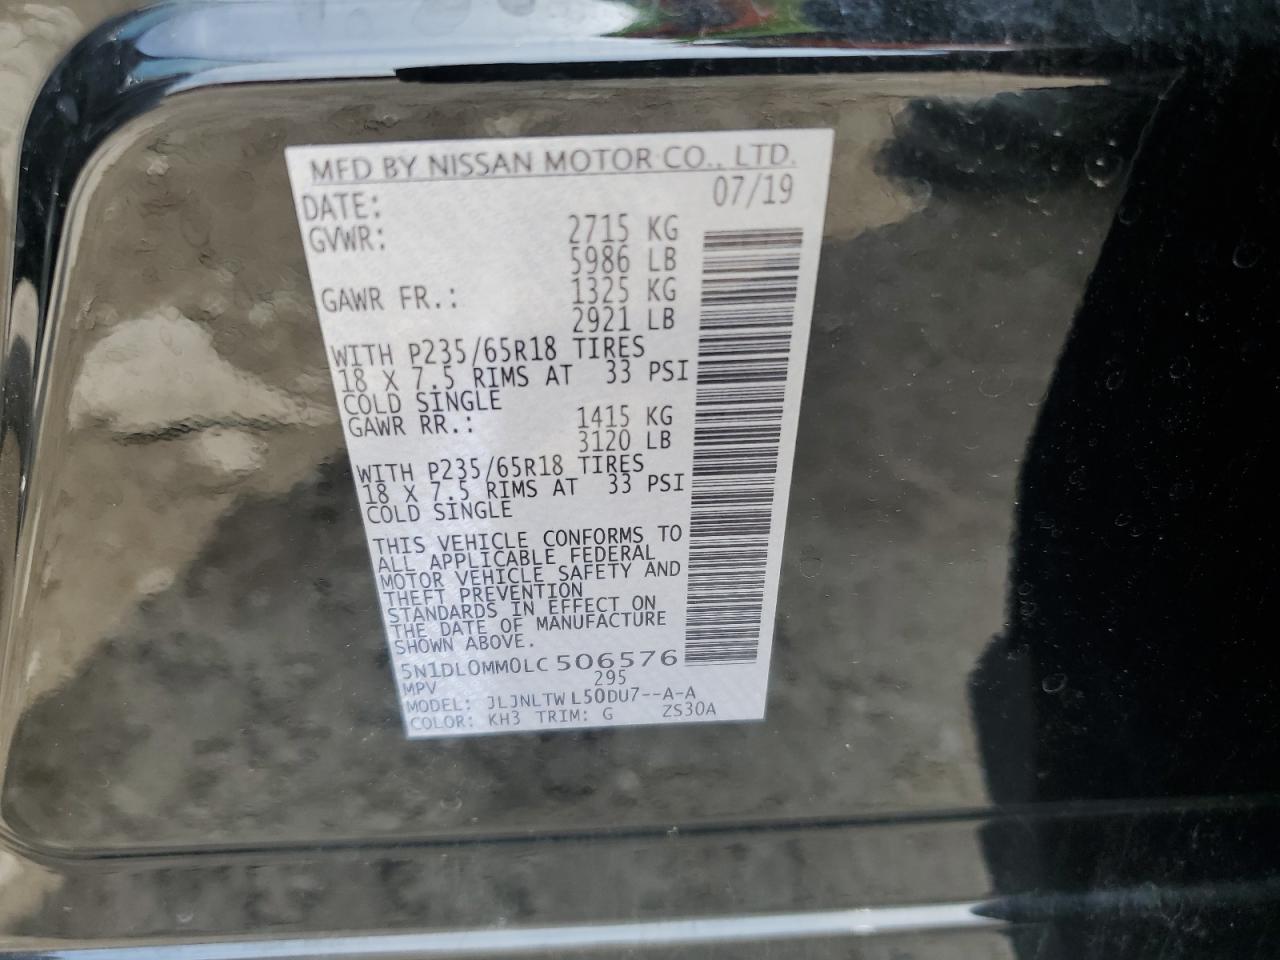 MFD BY NISSAN MOTOR CO., LTD.
DATE: 07/19
GVWR: 2715 KG
5986 LB
GAWR FR.: 1325 KG
2921 LB
WITH P235/65R18 TIRES
18 X 7.5 RIMS AT 33 PSI
COLD SINGLE
GAWR RR.: 1415 KG
3120 LB
WITH P235/65R18 TIRES
18 X 7.5 RIMS AT 33 PSI
COLD SINGLE
THIS VEHICLE CONFORMS TO
ALL APPLICABLE FEDERAL
MOTOR VEHICLE SAFETY AND
THEFT PREVENTION
STANDARDS IN EFFECT ON
THE DATE OF MANUFACTURE
SHOWN ABOVE.
5N1DL0MM0LC506576
MPV 295
MODEL: JLJNLTWL50DU7--A-A
COLOR: KH3 TRIM: G ZS30A